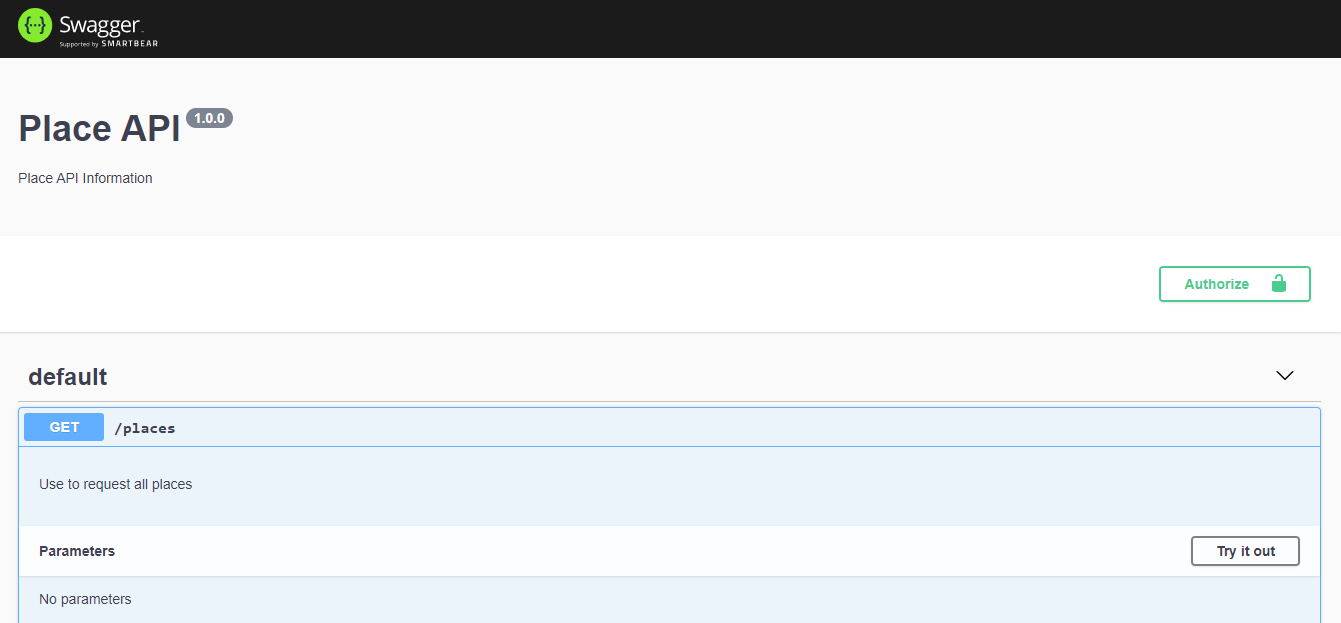 Swagger
Supported by SMARTBEAR
Place API 1.0.0
Place API Information
Authorize
default
GET /places
Use to request all places
Parameters
Try it out
No parameters